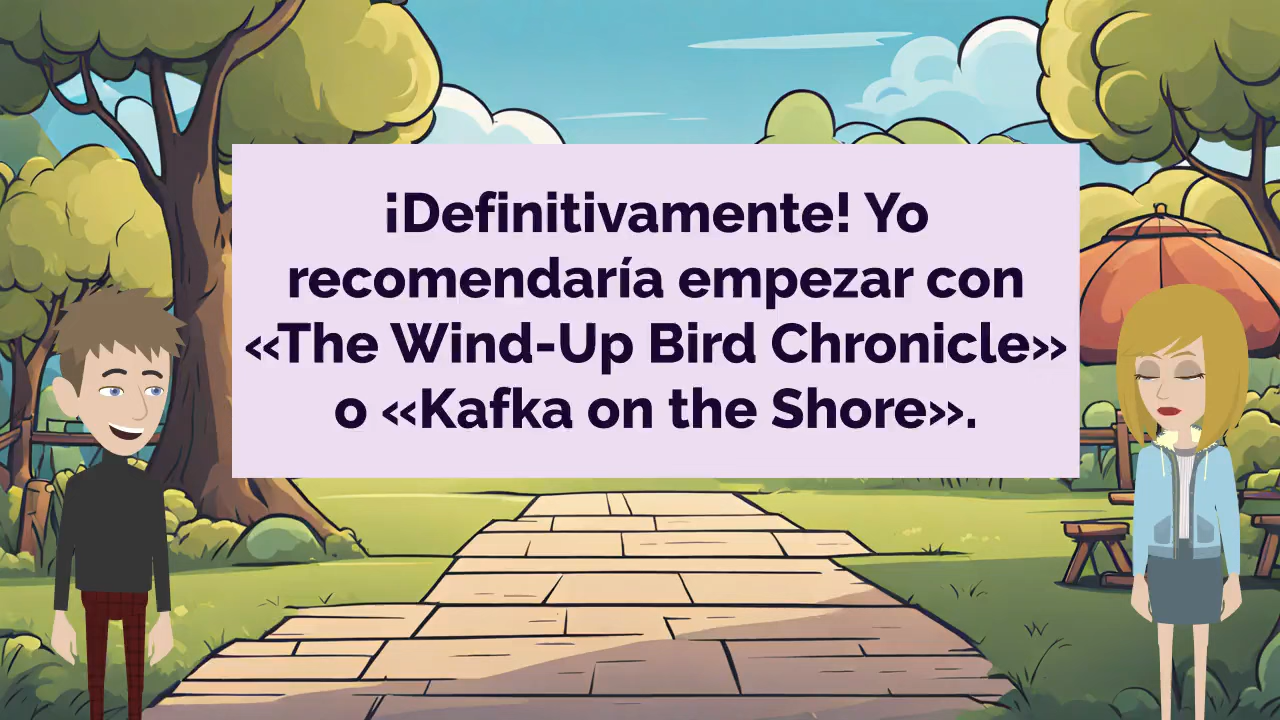 ¡Definitivamente! Yo
recomendaría empezar con
«The Wind-Up Bird Chronicle»
o «Kafka on the Shore».